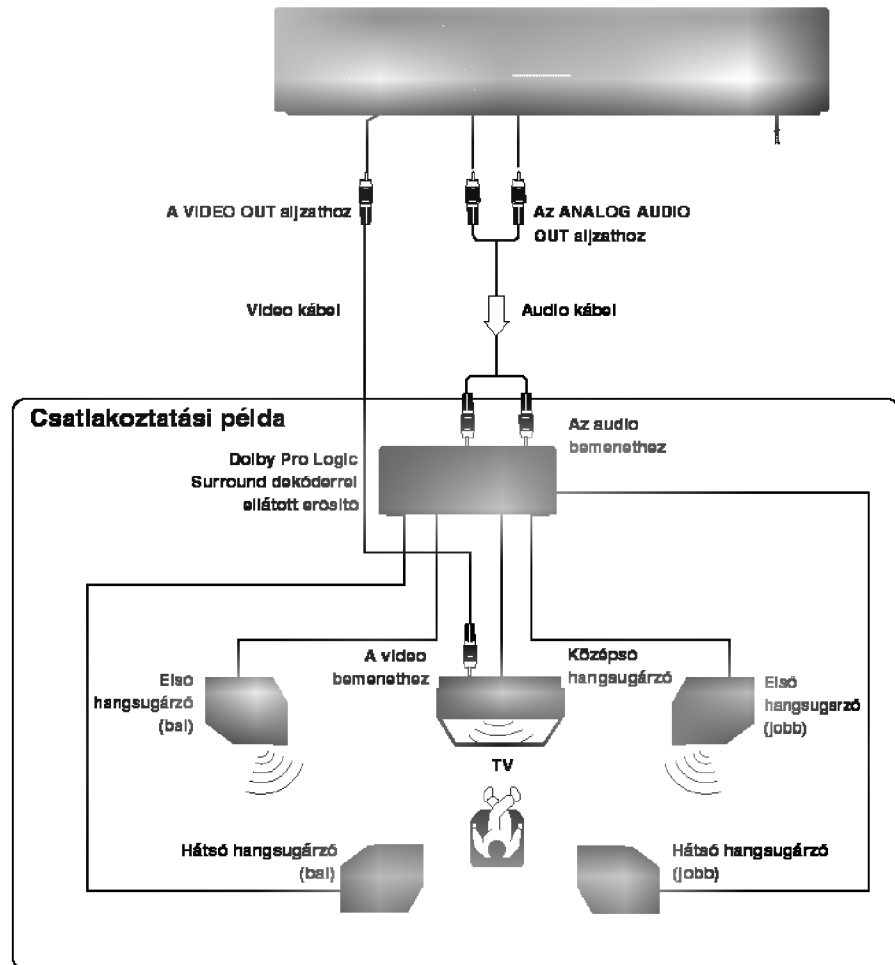 A VIDEO OUT aljzathoz
Az ANALOG AUDIO
OUT aljzathoz
Video kábel
Audio kábel
Csatlakoztatási példa
Az audio
bemenethez
Dolby Pro Logic
Surround dekóderrel
ellátott erősítő
A video
bemenethez
Középső
hangsugárzó
Első
hangsugárzó
(bal)
Első
hangsugarzó
(jobb)
TV
Hátsó hangsugárzó
(bal)
Hátsó hangsugárzó
(jobb)